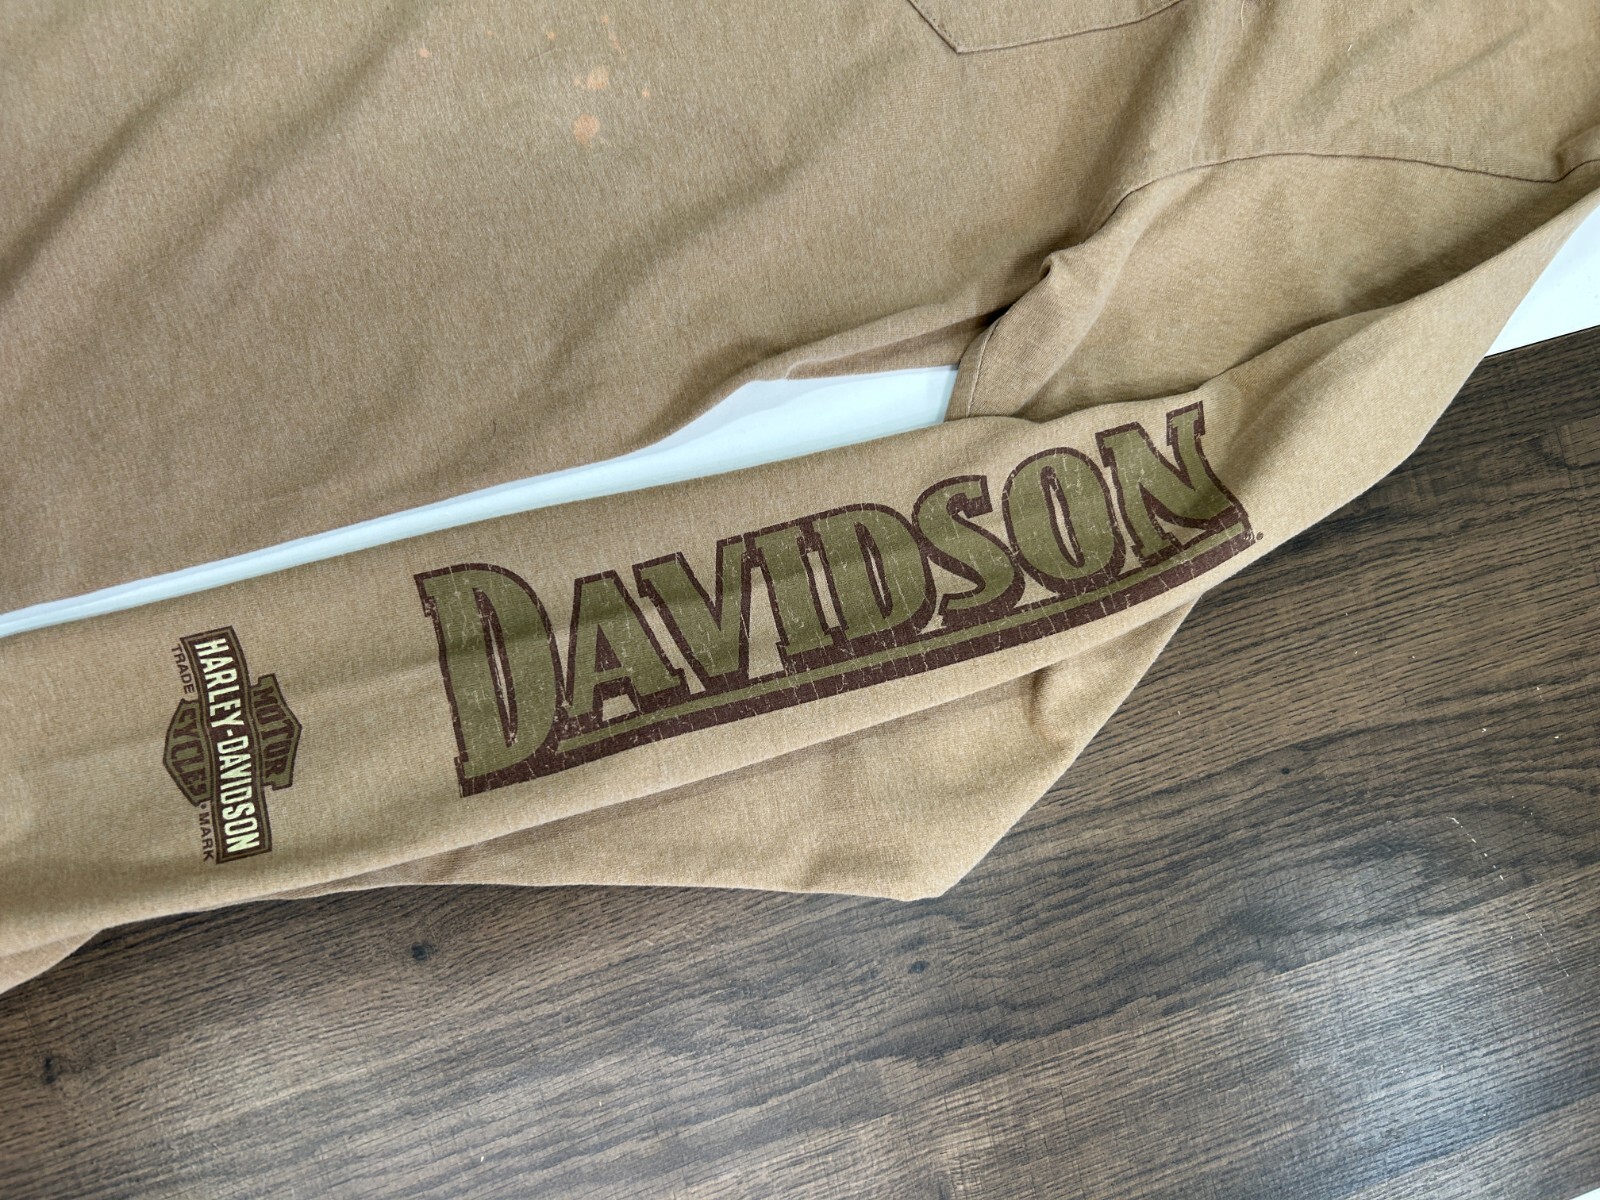 DAVIDSON
MOTOR
HARLEY-DAVIDSON
CYCLES
TRADE • MARK